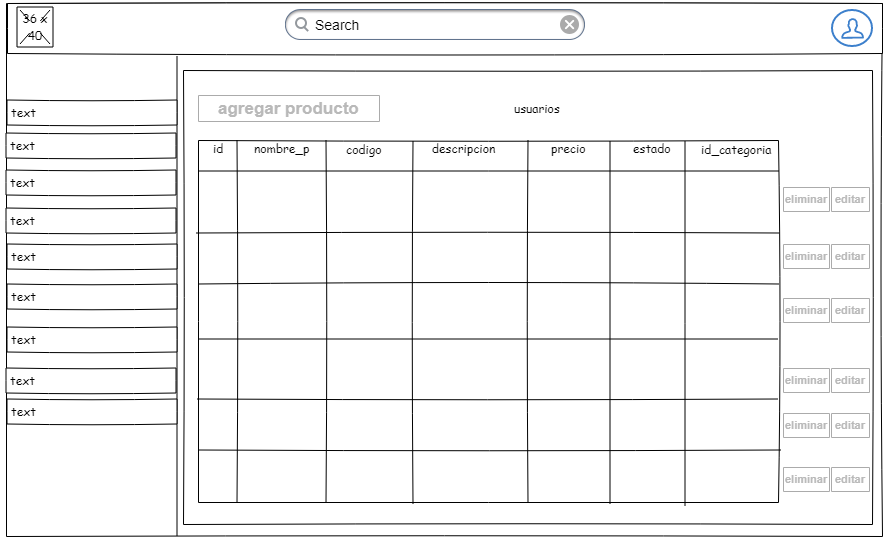 36 x
40
Search
text
text
text
text
text
text
text
text
text
agregar producto
usuarios
id nombre_p codigo descripcion precio estado id_categoria
eliminar editar
eliminar editar
eliminar editar
eliminar editar
eliminar editar
eliminar editar